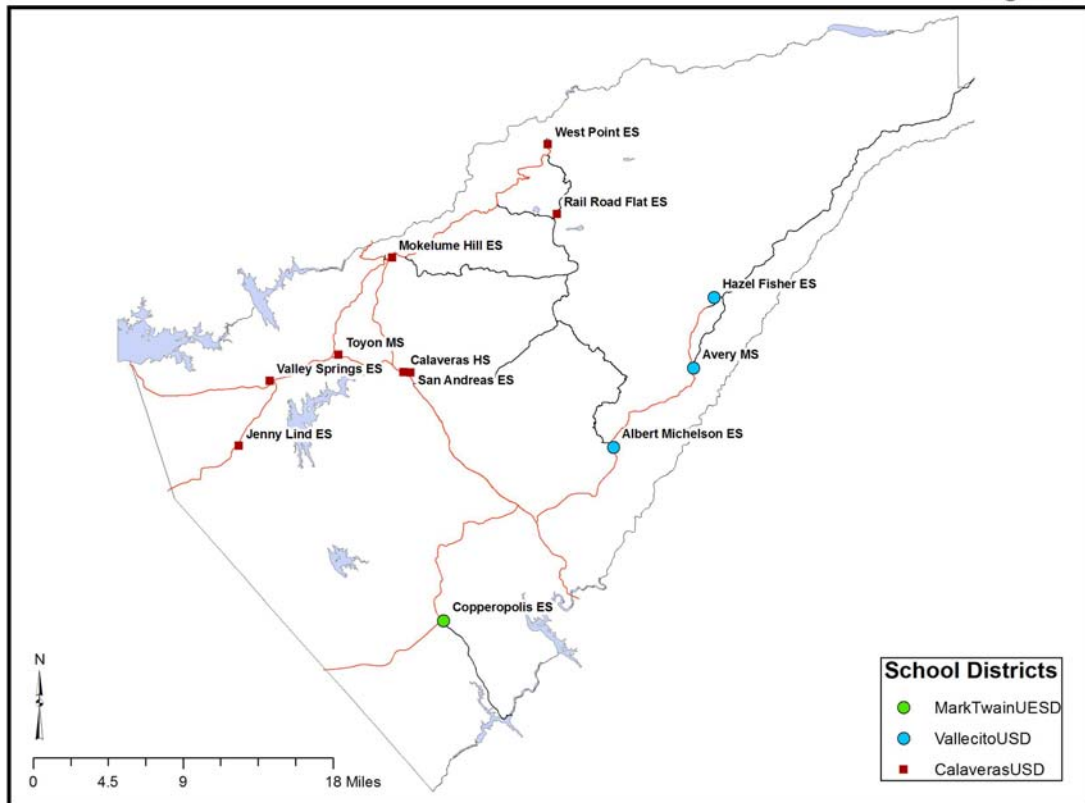 West Point ES
Rail Road Flat ES
Mokelume Hill ES
Hazel Fisher ES
Toyon MS
Calaveras HS
Avery MS
Valley Springs ES
San Andreas ES
Jenny Lind ES
Albert Michelson ES
Copperopolis ES
N
0 4.5 9 18 Miles
School Districts
MarkTwainUESD
VallecitoUSD
CalaverasUSD